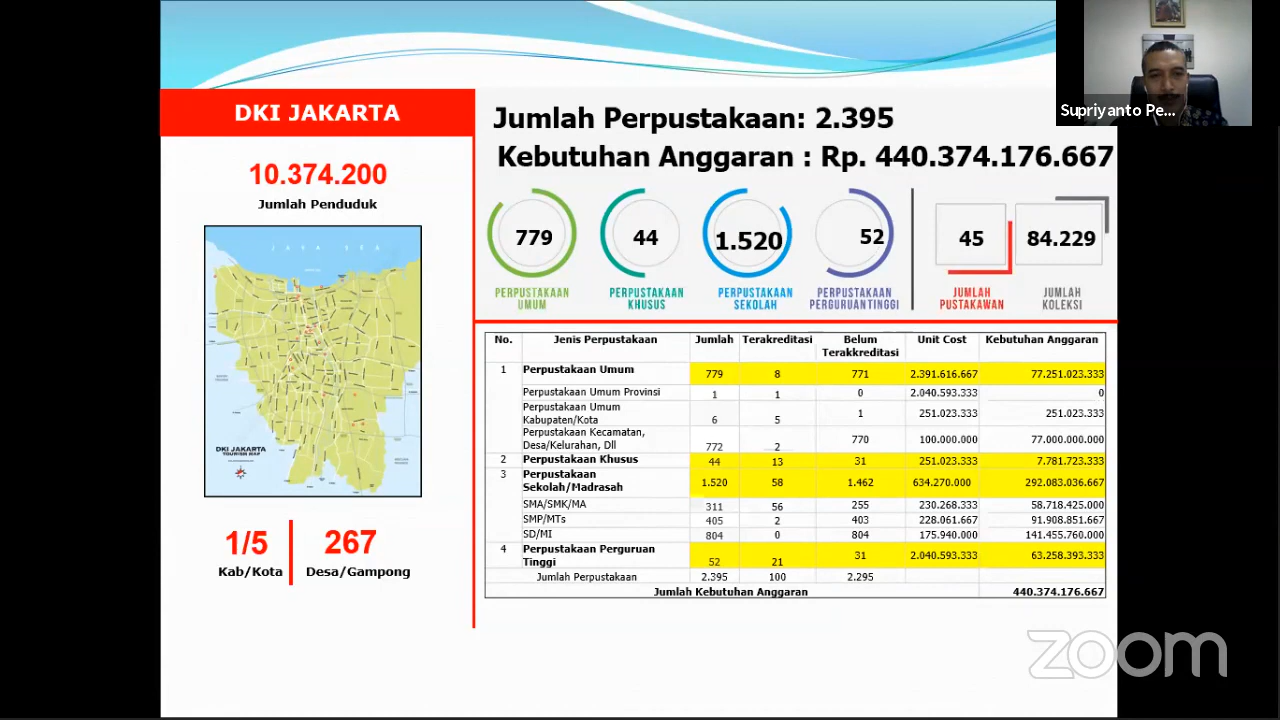 DKI JAKARTA
10.374.200
Jumlah Penduduk
JAVA SEA
DKI JAKARTA
TOURISM MAP
1/5
Kab/Kota
267
Desa/Gampong
Jumlah Perpustakaan: 2.395
Kebutuhan Anggaran : Rp. 440.374.176.667
779
PERPUSTAKAAN
UMUM
44
PERPUSTAKAAN
KHUSUS
1.520
PERPUSTAKAAN
SEKOLAH
52
PERPUSTAKAAN
PERGURUANTINGGI
45
JUMLAH
PUSTAKAWAN
84.229
JUMLAH
KOLEKSI
No. Jenis Perpustakaan Jumlah Terakreditasi Belum Terakkreditasi Unit Cost Kebutuhan Anggaran
1 Perpustakaan Umum 779 8 771 2.391.616.667 77.251.023.333
Perpustakaan Umum Provinsi 1 1 0 2.040.593.333 0
Perpustakaan Umum Kabupaten/Kota 6 5 1 251.023.333 251.023.333
Perpustakaan Kecamatan, Desa/Kelurahan, Dll 772 2 770 100.000.000 77.000.000.000
2 Perpustakaan Khusus 44 13 31 251.023.333 7.781.723.333
3 Perpustakaan Sekolah/Madrasah 1.520 58 1.462 634.270.000 292.083.036.667
SMA/SMK/MA 311 56 255 230.268.333 58.718.425.000
SMP/MTs 405 2 403 228.061.667 91.908.851.667
SD/MI 804 0 804 175.940.000 141.455.760.000
4 Perpustakaan Perguruan Tinggi 52 21 31 2.040.593.333 63.258.393.333
Jumlah Perpustakaan 2.395 100 2.295
Jumlah Kebutuhan Anggaran 440.374.176.667
Supriyanto Pe...
zoom